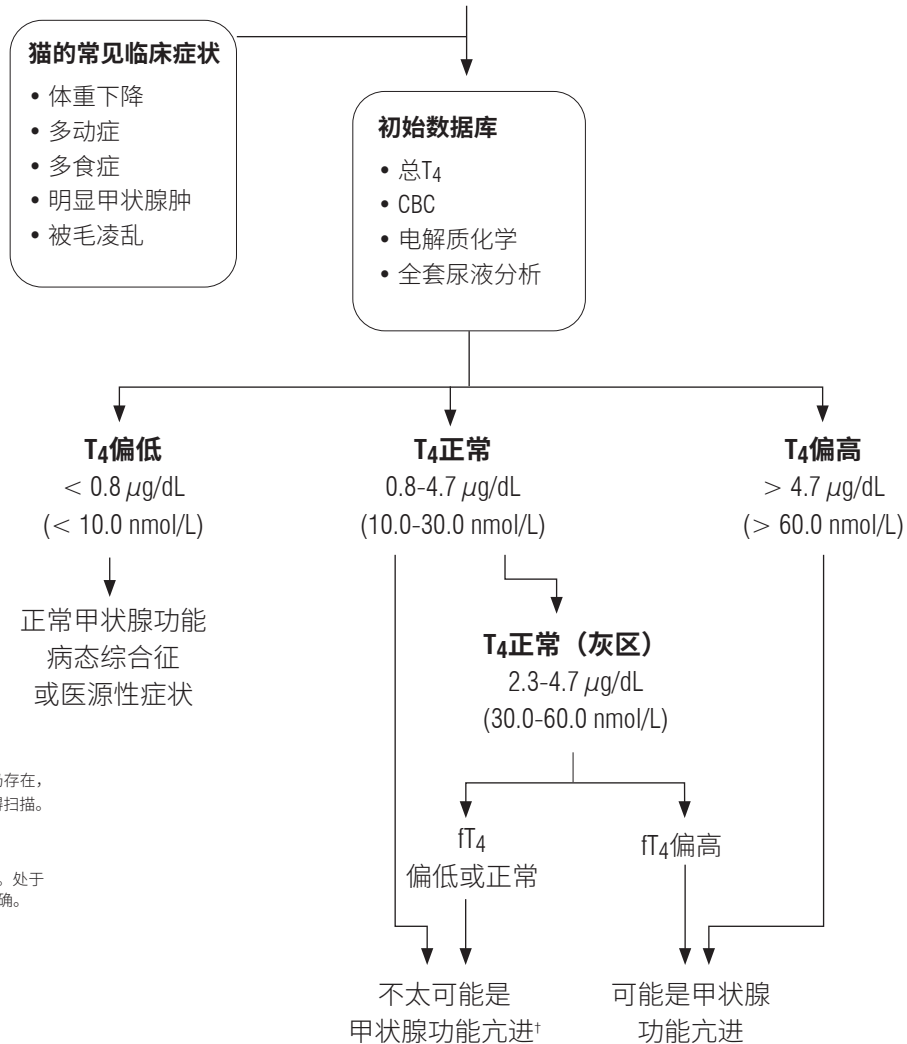 猫的常见临床症状
• 体重下降
• 多动症
• 多食症
• 明显甲状腺肿
• 被毛凌乱
初始数据库
• 总T₄
• CBC
• 电解质化学
• 全套尿液分析
T₄偏低
< 0.8 μg/dL
(< 10.0 nmol/L)
正常甲状腺功能
病态综合征
或医源性症状
T₄正常
0.8-4.7 μg/dL
(10.0-30.0 nmol/L)
T₄偏高
> 4.7 μg/dL
(> 60.0 nmol/L)
T₄正常（灰区）
2.3-4.7 μg/dL
(30.0-60.0 nmol/L)
fT₄
偏低或正常
fT₄偏高
不太可能是
甲状腺功能亢进†
可能是甲状腺
功能亢进
存在，
扫描。
。处于
确。